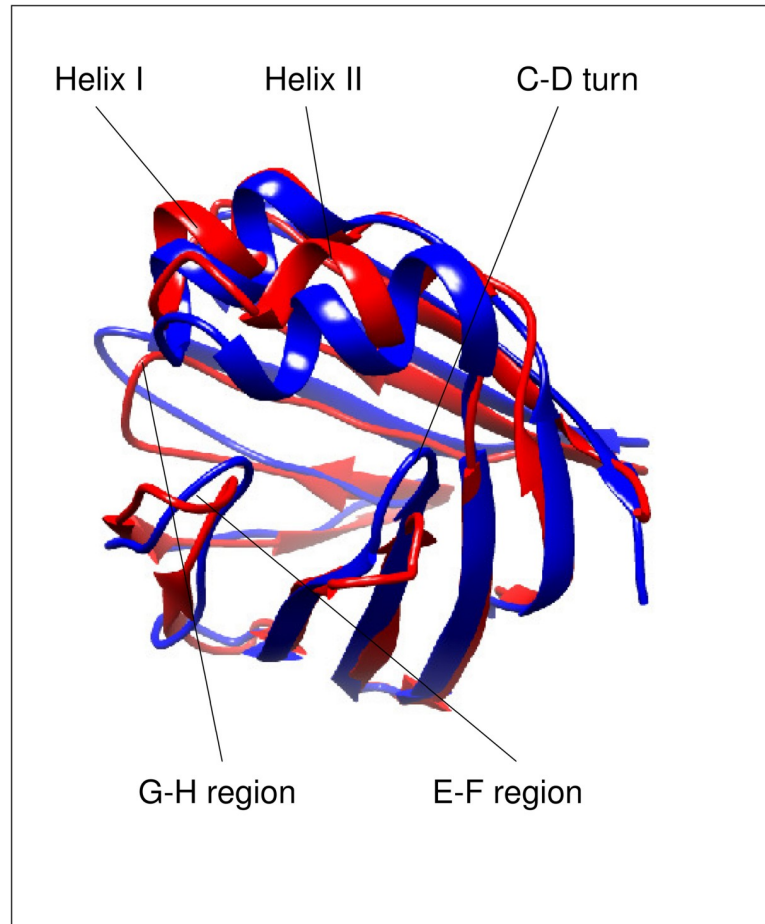 Helix I
Helix II
C-D turn
G-H region
E-F region